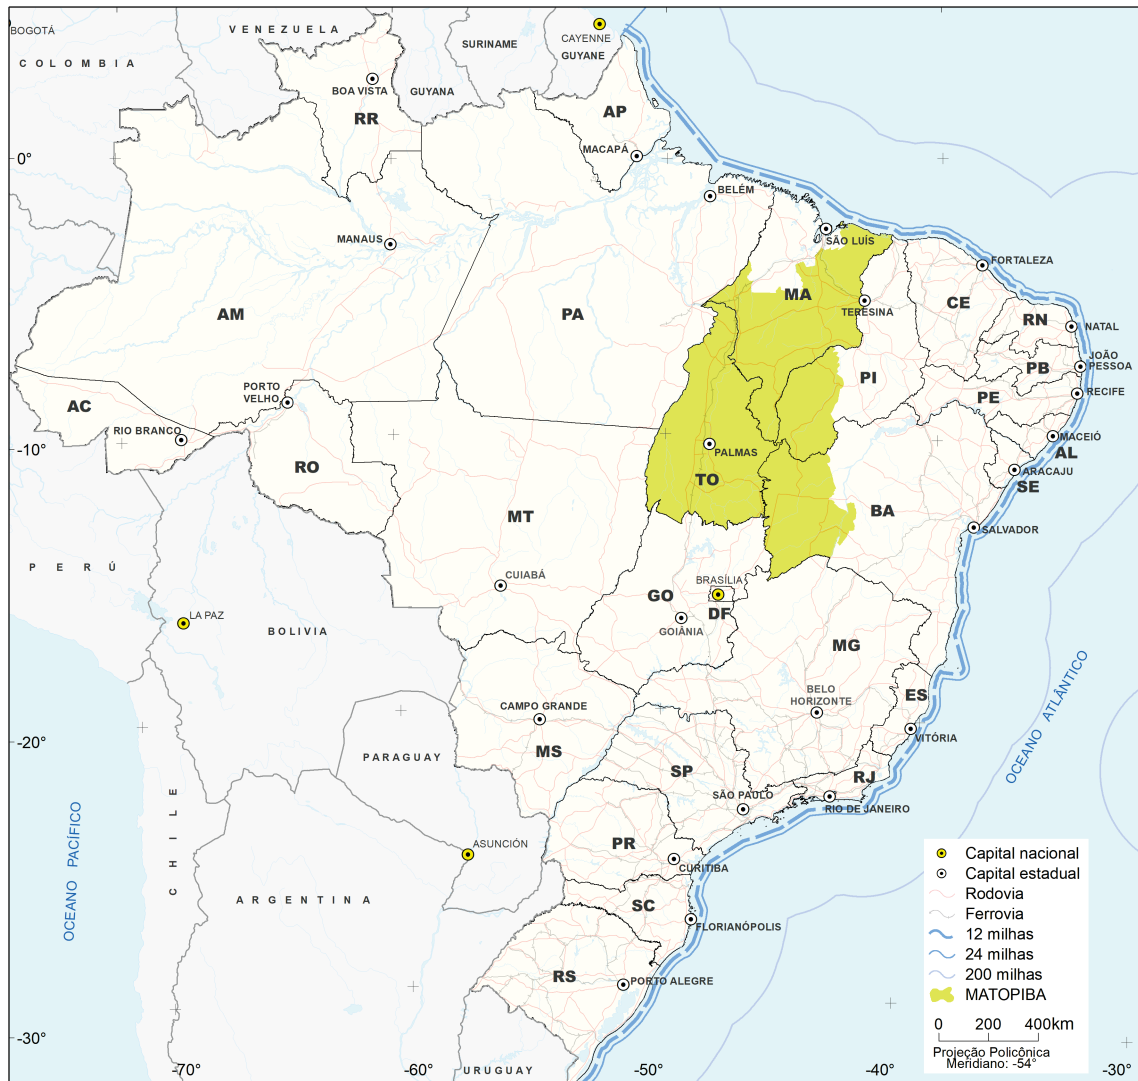 BOGOTÁ
VENEZUELA
CAYENNE
SURINAME
GUYANE
COLOMBIA
BOA VISTA
GUYANA
RR
AP
MACAPÁ
0°
BELÉM
MANAUS
SÃO LUÍS
FORTALEZA
MA
CE
TERESINA
AM
PA
RN
NATAL
JOÃO
PESSOA
PB
PI
PORTO
VELHO
PE
RECIFE
AC
RIO BRANCO
MACEIÓ
-10°
PALMAS
AL
RO
ARACAJU
TO
SE
BA
MT
SALVADOR
PERÚ
CUIABÁ
BRASÍLIA
GO
DF
LA PAZ
BOLIVIA
GOIÂNIA
MG
OCEANO ATLÂNTICO
BELO
HORIZONTE
ES
CAMPO GRANDE
VITÓRIA
-20°
MS
PARAGUAY
SP
RJ
SÃO PAULO
RIO DE JANEIRO
CHILE
OCEANO PACÍFICO
PR
ASUNCIÓN
CURITIBA
ARGENTINA
SC
FLORIANÓPOLIS
RS
PORTO ALEGRE
-30°
URUGUAY
-70°
-60°
-50°
-40°
-30°
Capital nacional
Capital estadual
Rodovia
Ferrovia
12 milhas
24 milhas
200 milhas
MATOPIBA
0 200 400km
Projeção Policônica
Meridiano: -54°